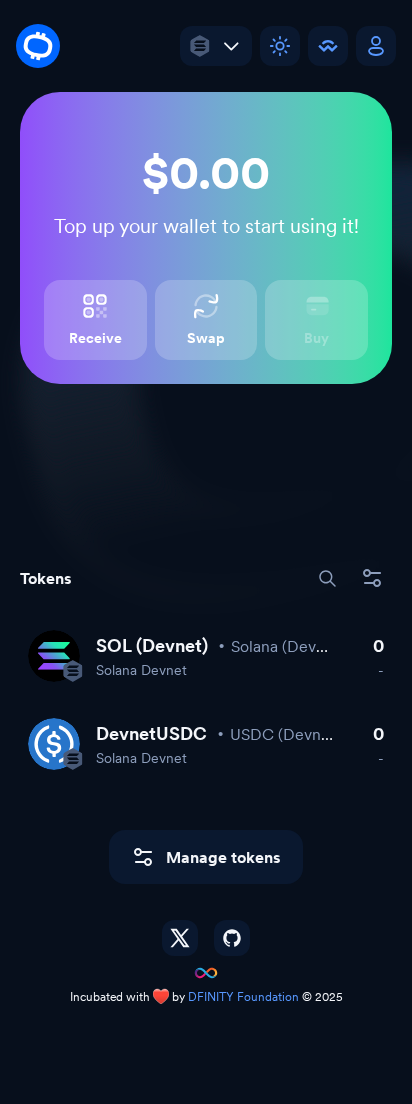 $0.00
Top up your wallet to start using it!
Receive Swap Buy
Tokens
SOL (Devnet) • Solana (Dev... 0
Solana Devnet -
DevnetUSDC • USDC (Devn... 0
Solana Devnet -
Manage tokens
Incubated with ❤️ by DFINITY Foundation © 2025